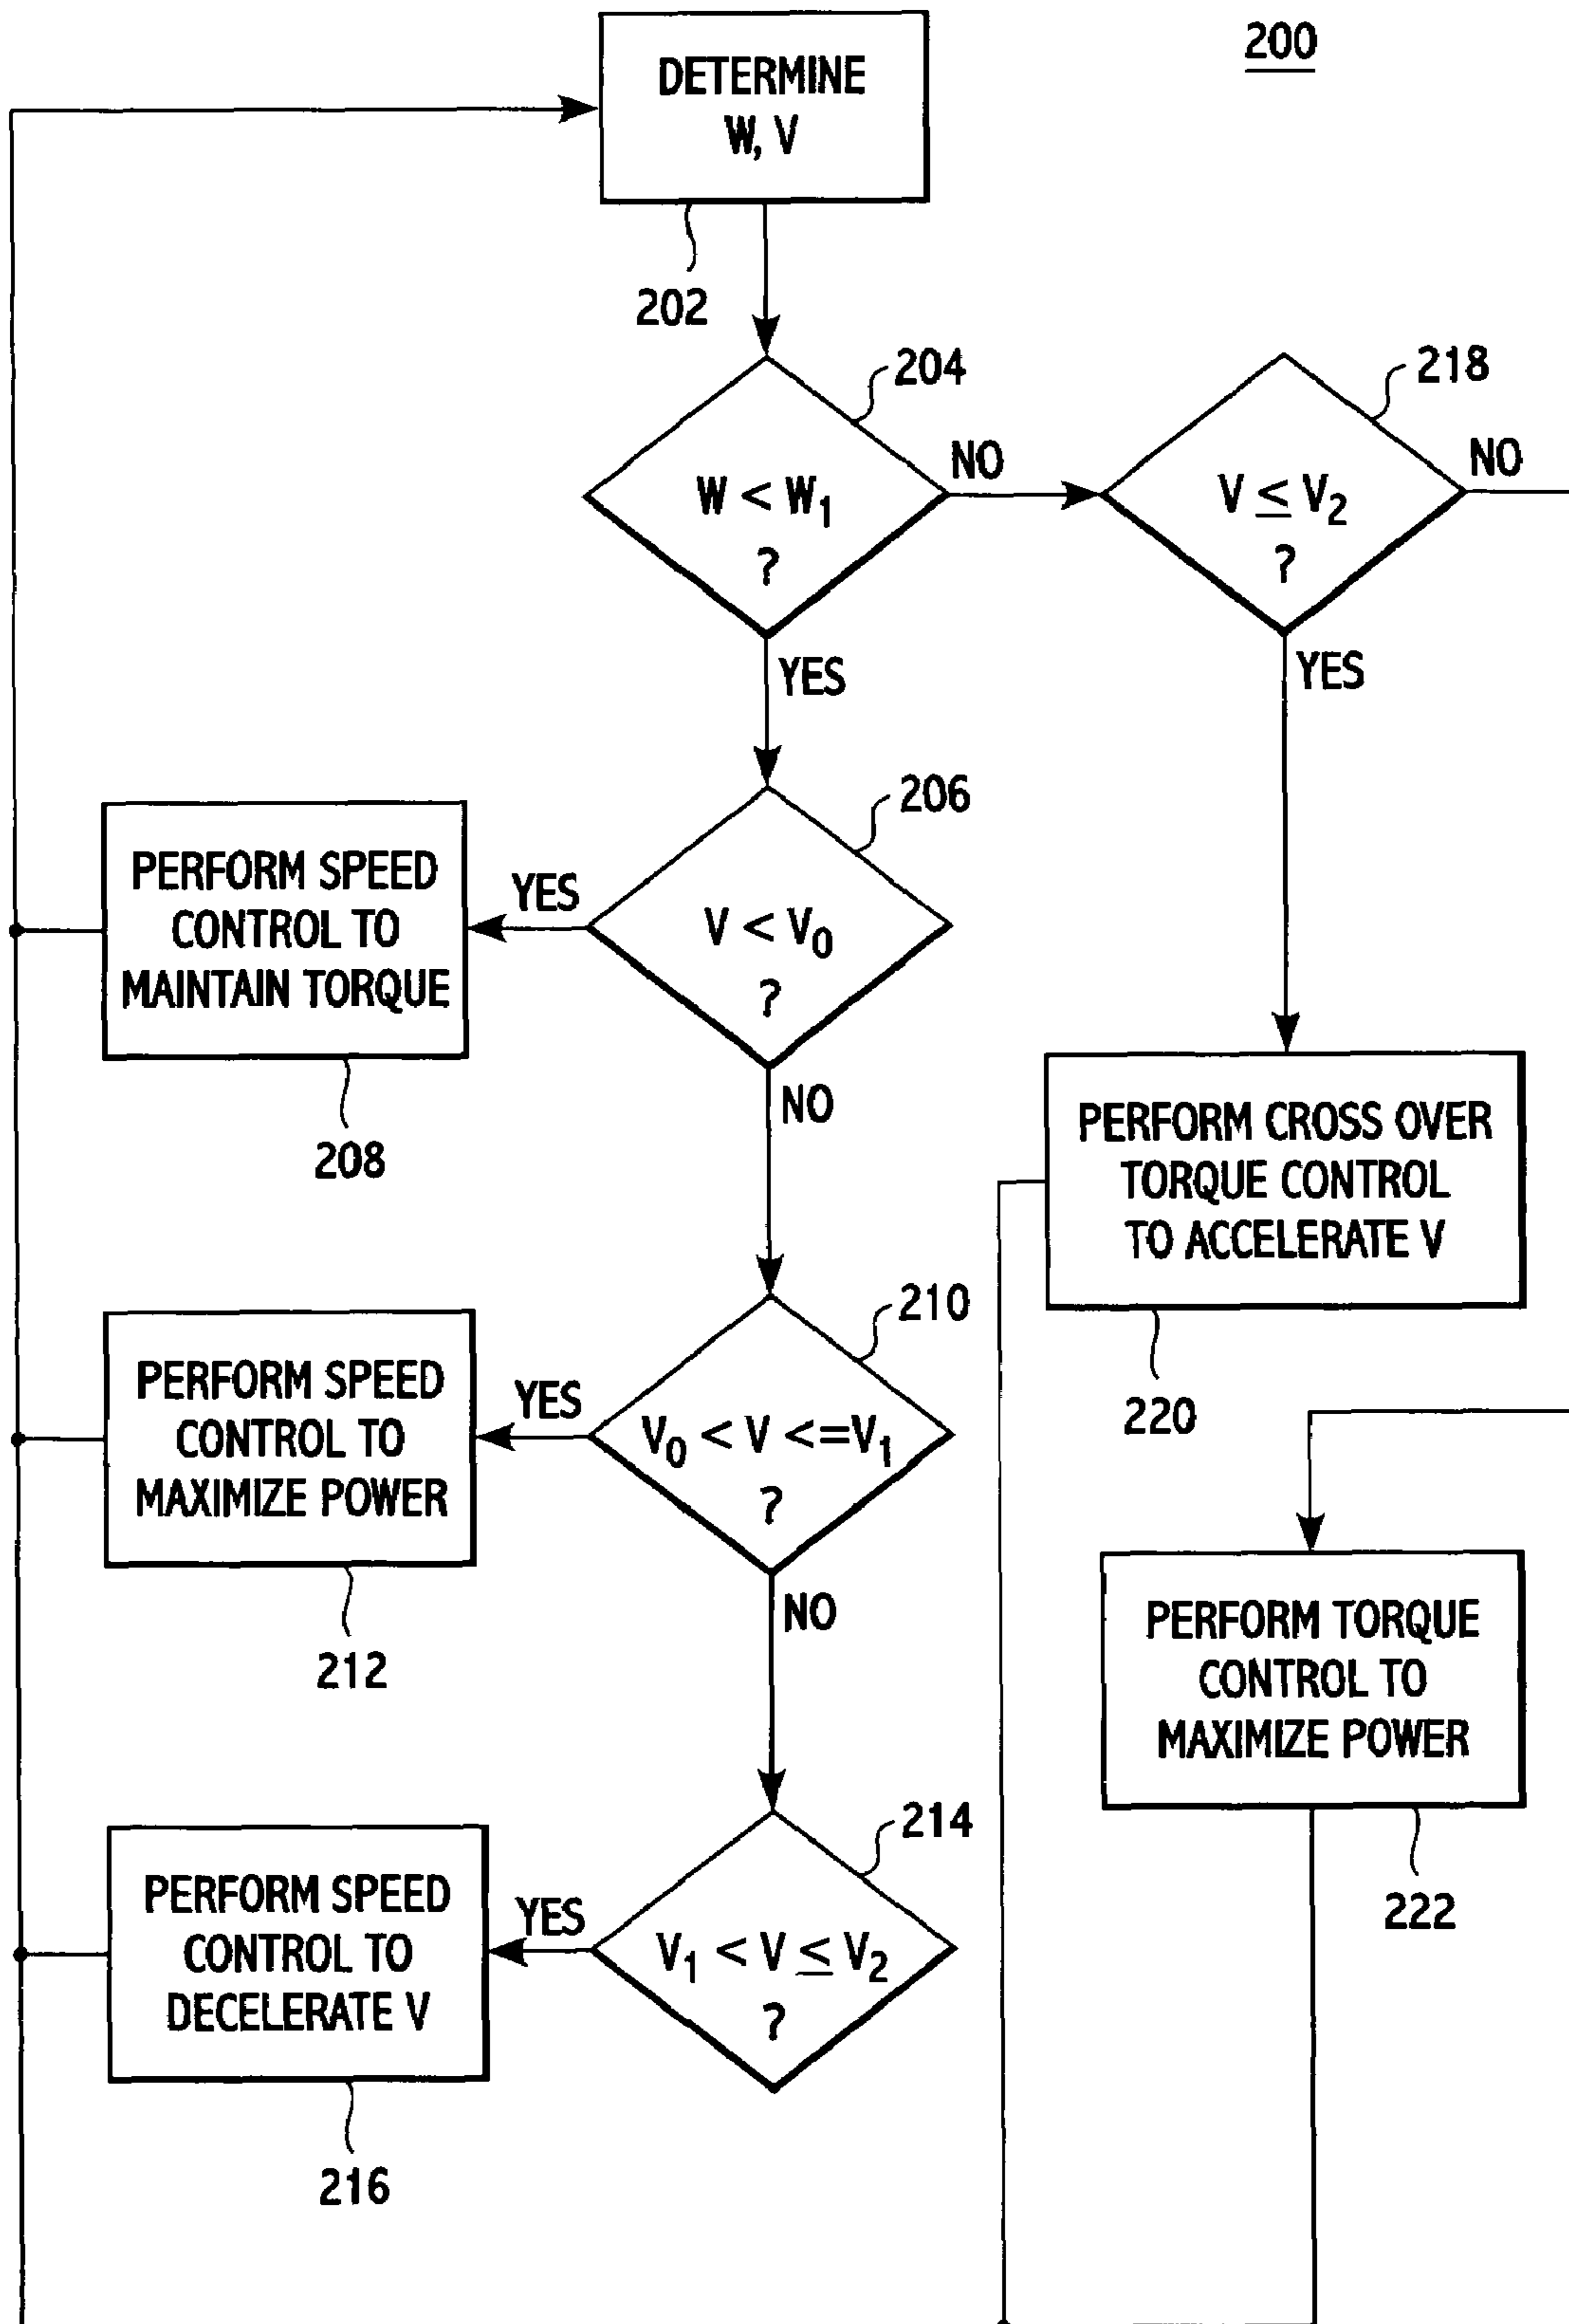 200
DETERMINE
W, V
202
204
W < W₁
?
NO
YES
218
V ≤ V₂
?
NO
YES
206
V < V₀
?
YES
NO
PERFORM SPEED
CONTROL TO
MAINTAIN TORQUE
208
PERFORM CROSS OVER
TORQUE CONTROL
TO ACCELERATE V
220
210
V₀ < V <=V₁
?
YES
NO
PERFORM SPEED
CONTROL TO
MAXIMIZE POWER
212
PERFORM TORQUE
CONTROL TO
MAXIMIZE POWER
222
214
V₁ < V ≤ V₂
?
YES
PERFORM SPEED
CONTROL TO
DECELERATE V
216